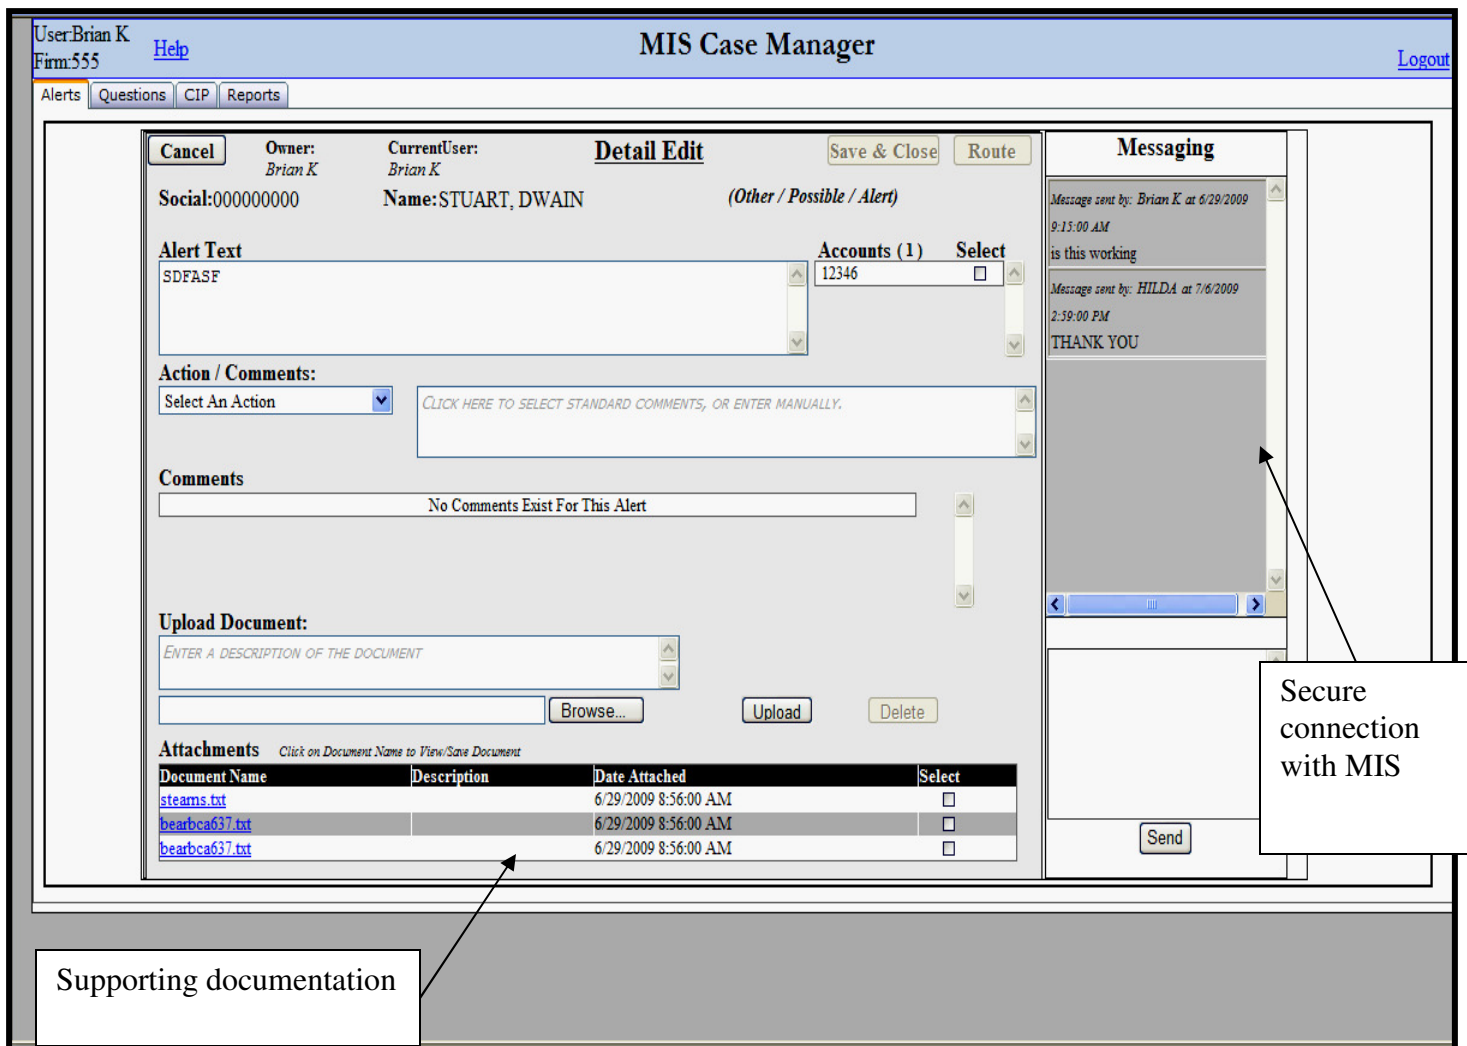 User:Brian K
Firm:555
Help
MIS Case Manager
Logout
Alerts Questions CIP Reports
Cancel
Owner:
Brian K
CurrentUser:
Brian K
Detail Edit
Save & Close
Route
Social:000000000
Name:STUART, DWAIN
(Other / Possible / Alert)
Alert Text
SDFASF
Accounts (1) Select
12346
Action / Comments:
Select An Action
CLICK HERE TO SELECT STANDARD COMMENTS, OR ENTER MANUALLY.
Comments
No Comments Exist For This Alert
Upload Document:
ENTER A DESCRIPTION OF THE DOCUMENT
Browse... Upload Delete
Attachments Click on Document Name to View/Save Document
Document Name Description Date Attached Select
stearns.txt 6/29/2009 8:56:00 AM
bearbca637.txt 6/29/2009 8:56:00 AM
bearbca637.txt 6/29/2009 8:56:00 AM
Messaging
Message sent by: Brian K at 6/29/2009
9:15:00 AM
is this working
Message sent by: HILDA at 7/6/2009
2:59:00 PM
THANK YOU
Send
Secure
connection
with MIS
Supporting documentation